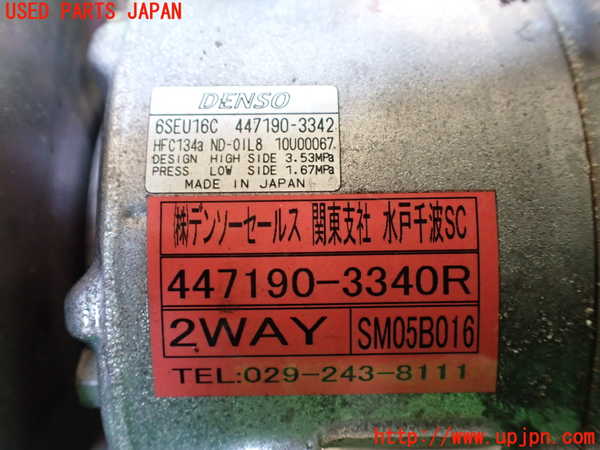 USED PARTS JAPAN
DENSO
6SEU16C 447190-3342
HFC134a ND-OIL8 10U00067
DESIGN HIGH SIDE 3.53MPa
PRESS LOW SIDE 1.67MPa
MADE IN JAPAN
㈱デンソーセールス 関東支社 水戸千波SC
447190-3340R
2WAY SM05B016
TEL:029-243-8111
http://www.upjpn.com